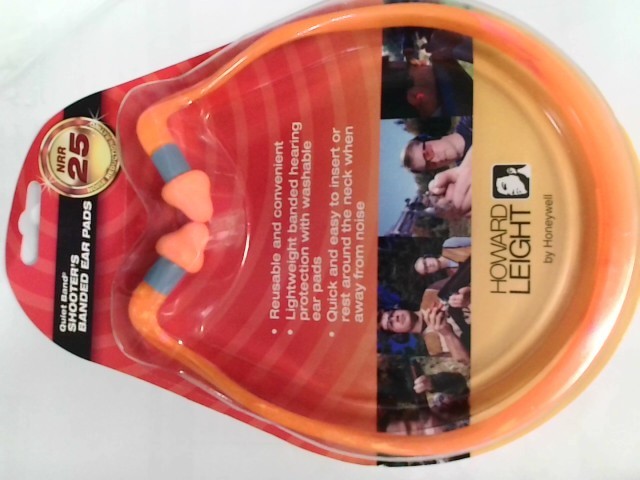 NRR
25
Quiet Band®
SHOOTER'S
BANDED EAR PADS
• Reusable and convenient
• Lightweight banded hearing
protection with washable
ear pads
• Quick and easy to insert or
rest around the neck when
away from noise
HOWARD
LEIGHT
by Honeywell